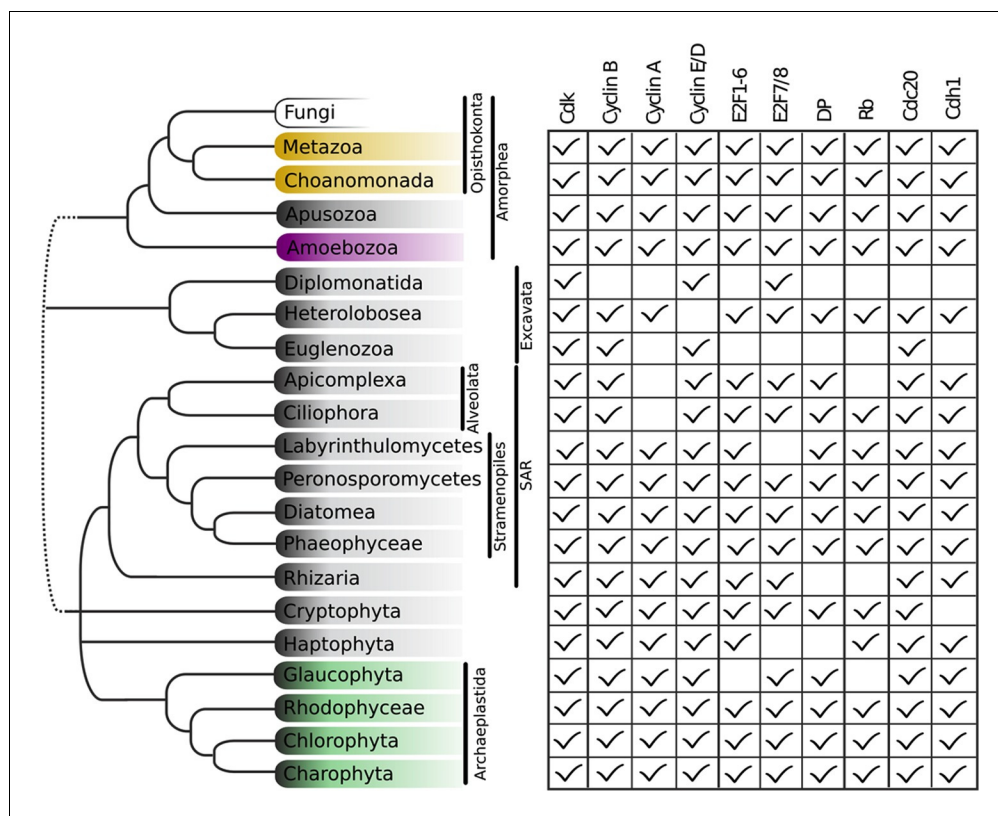 Cdk
Cyclin B
Cyclin A
Cyclin E/D
E2F1-6
E2F7/8
DP
Rb
Cdc20
Cdh1
Fungi
Metazoa
Choanomonada
Apusozoa
Amoebozoa
Opisthokonta
Amorphea
Diplomonatida
Heterolobosea
Euglenozoa
Excavata
Apicomplexa
Ciliophora
Alveolata
Labyrinthulomycetes
Peronosporomycetes
Diatomea
Phaeophyceae
Stramenopiles
Rhizaria
SAR
Cryptophyta
Haptophyta
Glaucophyta
Rhodophyceae
Chlorophyta
Charophyta
Archaeplastida